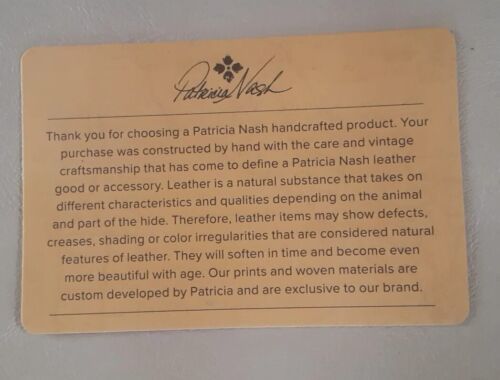 Patricia Nash
Thank you for choosing a Patricia Nash handcrafted product. Your
purchase was constructed by hand with the care and vintage
craftsmanship that has come to define a Patricia Nash leather
good or accessory. Leather is a natural substance that takes on
different characteristics and qualities depending on the animal
and part of the hide. Therefore, leather items may show defects,
creases, shading or color irregularities that are considered natural
features of leather. They will soften in time and become even
more beautiful with age. Our prints and woven materials are
custom developed by Patricia and are exclusive to our brand.